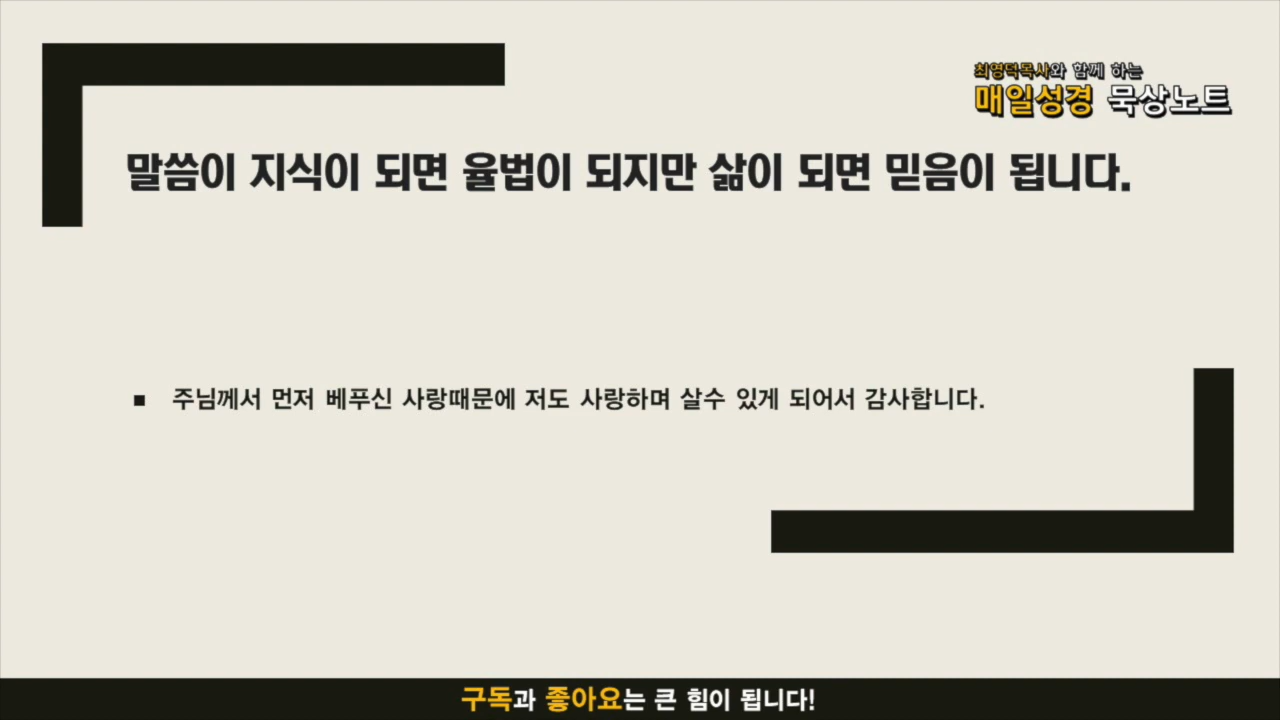 최영덕목사와 함께 하는
매일성경 묵상노트
말씀이 지식이 되면 율법이 되지만 삶이 되면 믿음이 됩니다.
■ 주님께서 먼저 베푸신 사랑때문에 저도 사랑하며 살수 있게 되어서 감사합니다.
구독과 좋아요는 큰 힘이 됩니다!